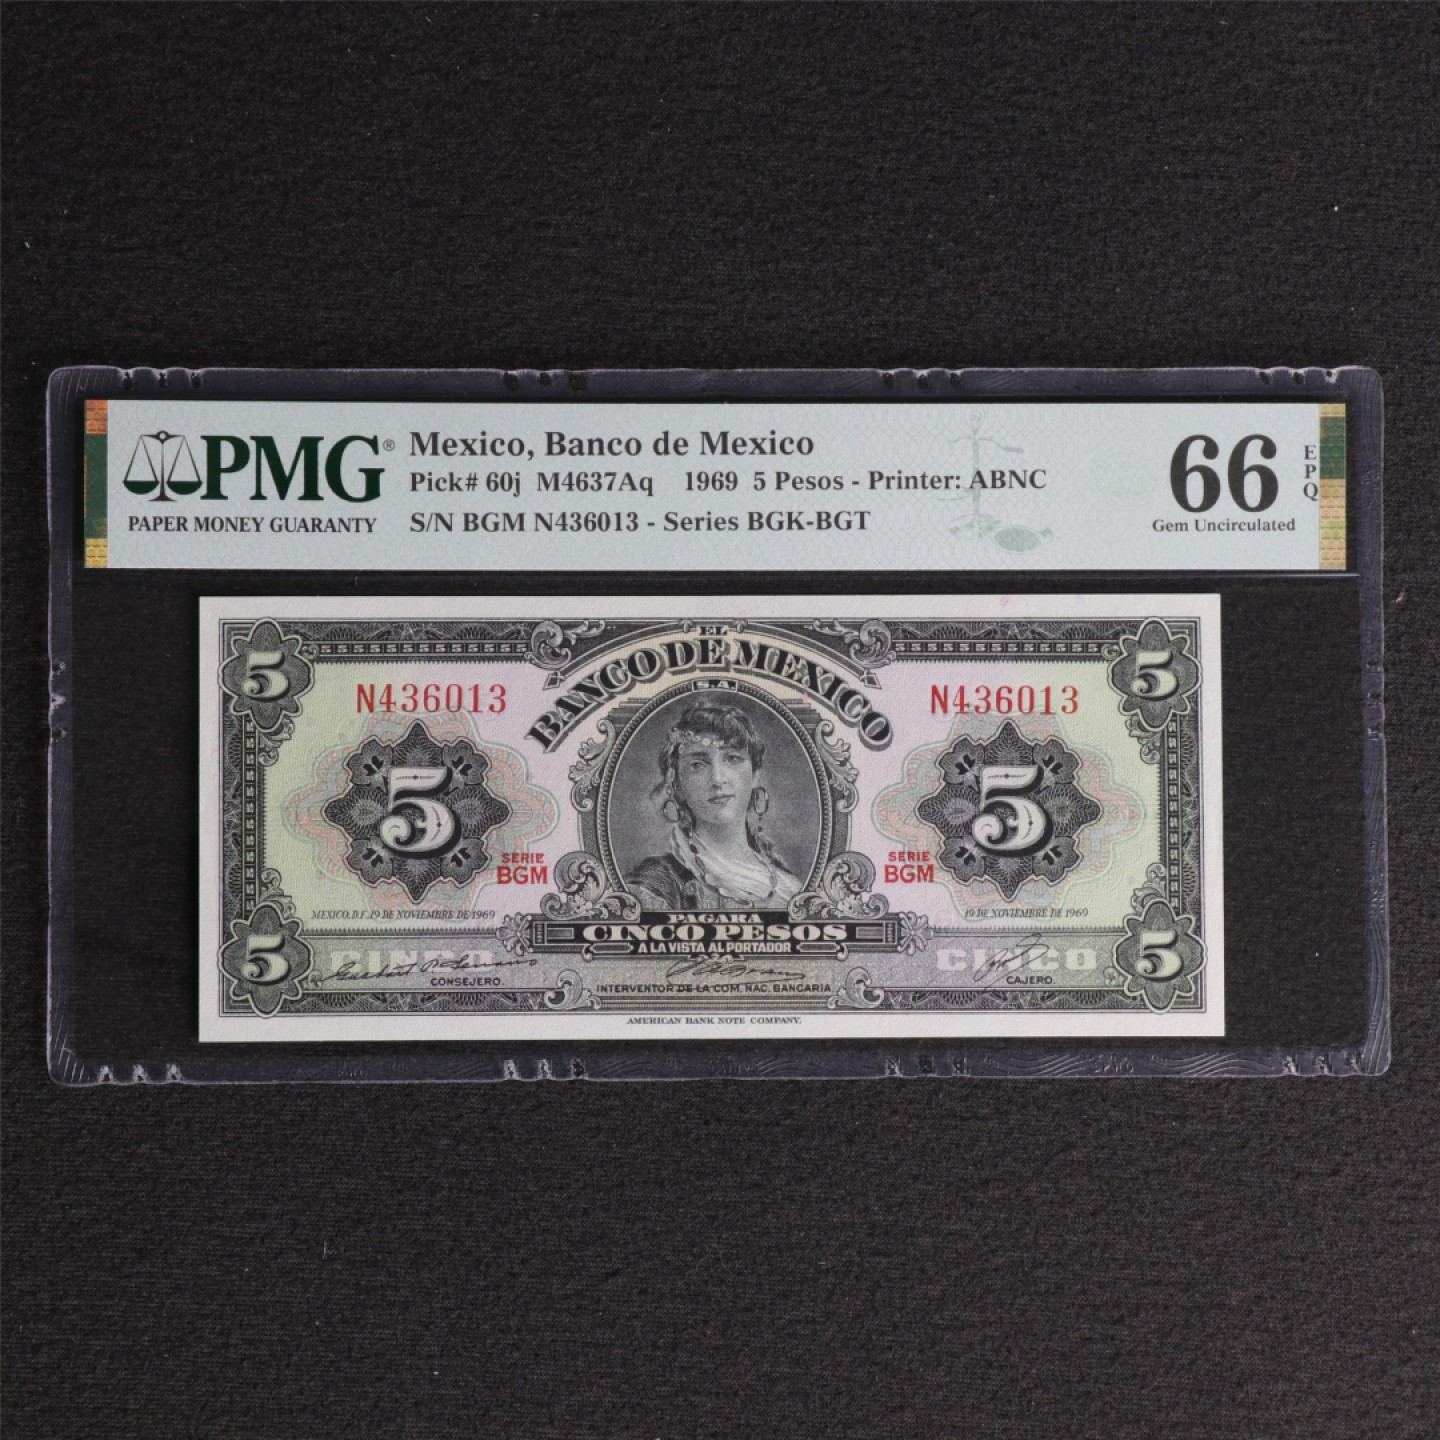 PMG®
PAPER MONEY GUARANTY
Mexico, Banco de Mexico
Pick# 60j M4637Aq 1969 5 Pesos - Printer: ABNC
S/N BGM N436013 - Series BGK-BGT
66
EPQ
Gem Uncirculated
5 5
EL
BANCO DE MEXICO
S.A.
N436013 N436013
5 5
SERIE
BGM
SERIE
BGM
MEXICO, D.F. 19 DE NOVIEMBRE DE 1969
19 DE NOVIEMBRE DE 1969
PAGARA
CINCO PESOS
A LA VISTA AL PORTADOR
5 CINCO CINCO 5
CONSEJERO.
INTERVENTOR DE LA COM. NAC. BANCARIA
CAJERO.
AMERICAN BANK NOTE COMPANY.